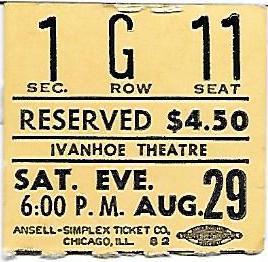 1 G 11
SEC. ROW SEAT
RESERVED $4.50
IVANHOE THEATRE
SAT. EVE.
6:00 P.M. AUG. 29
ANSELL-SIMPLEX TICKET CO.
CHICAGO, ILL. 82